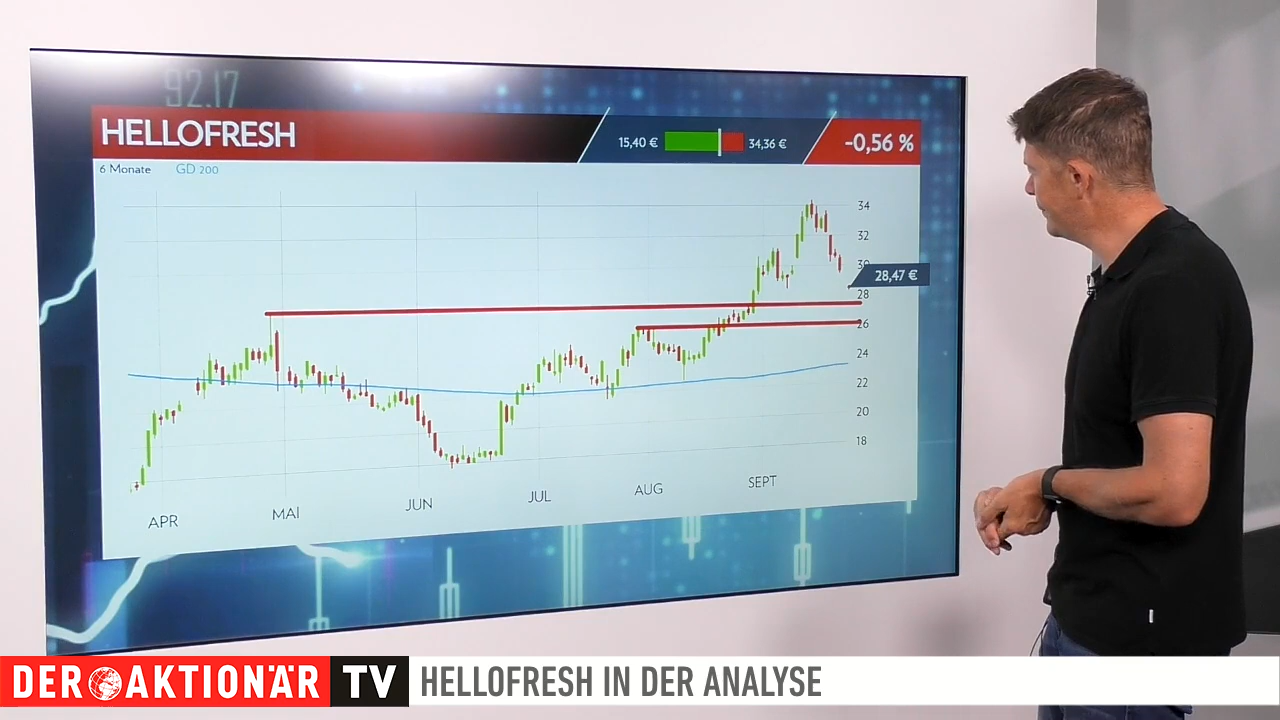 92.17
HELLOFRESH
15,40 €
34,36 €
-0,56 %
6 Monate
GD 200
34
32
30
28,47 €
28
26
24
22
20
18
APR
MAI
JUN
JUL
AUG
SEPT
DER AKTIONÄR TV
HELLOFRESH IN DER ANALYSE